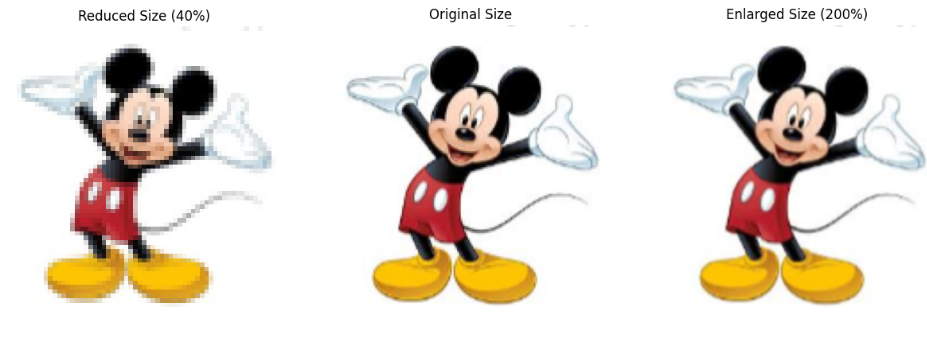 Reduced Size (40%)
Original Size
Enlarged Size (200%)